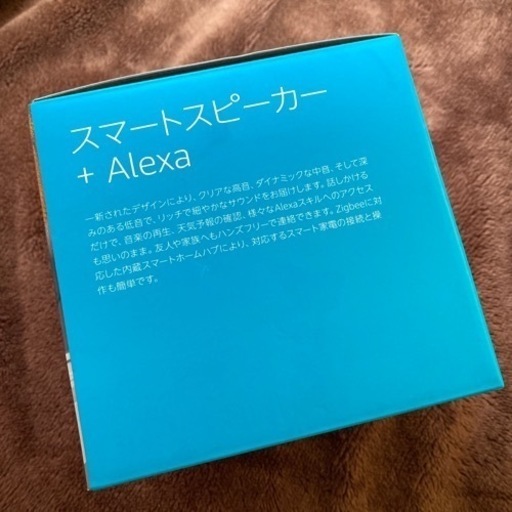 スマートスピーカー
+ Alexa
一新されたデザインにより、クリアな高音、ダイナミックな中音、そして深
みのある低音で、リッチで細やかなサウンドをお届けします。話しかける
だけで、音楽の再生、天気予報の確認、様々なAlexaスキルへのアクセス
も思いのまま。友人や家族へもハンズフリーで連絡できます。Zigbeeに対
応した内蔵スマートホームハブにより、対応するスマート家電の接続と操
作も簡単です。